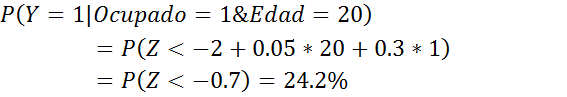 P(Y = 1|Ocupado = 1&Edad = 20)
= P(Z < −2 + 0.05 * 20 + 0.3 * 1)
= P(Z < −0.7) = 24.2%